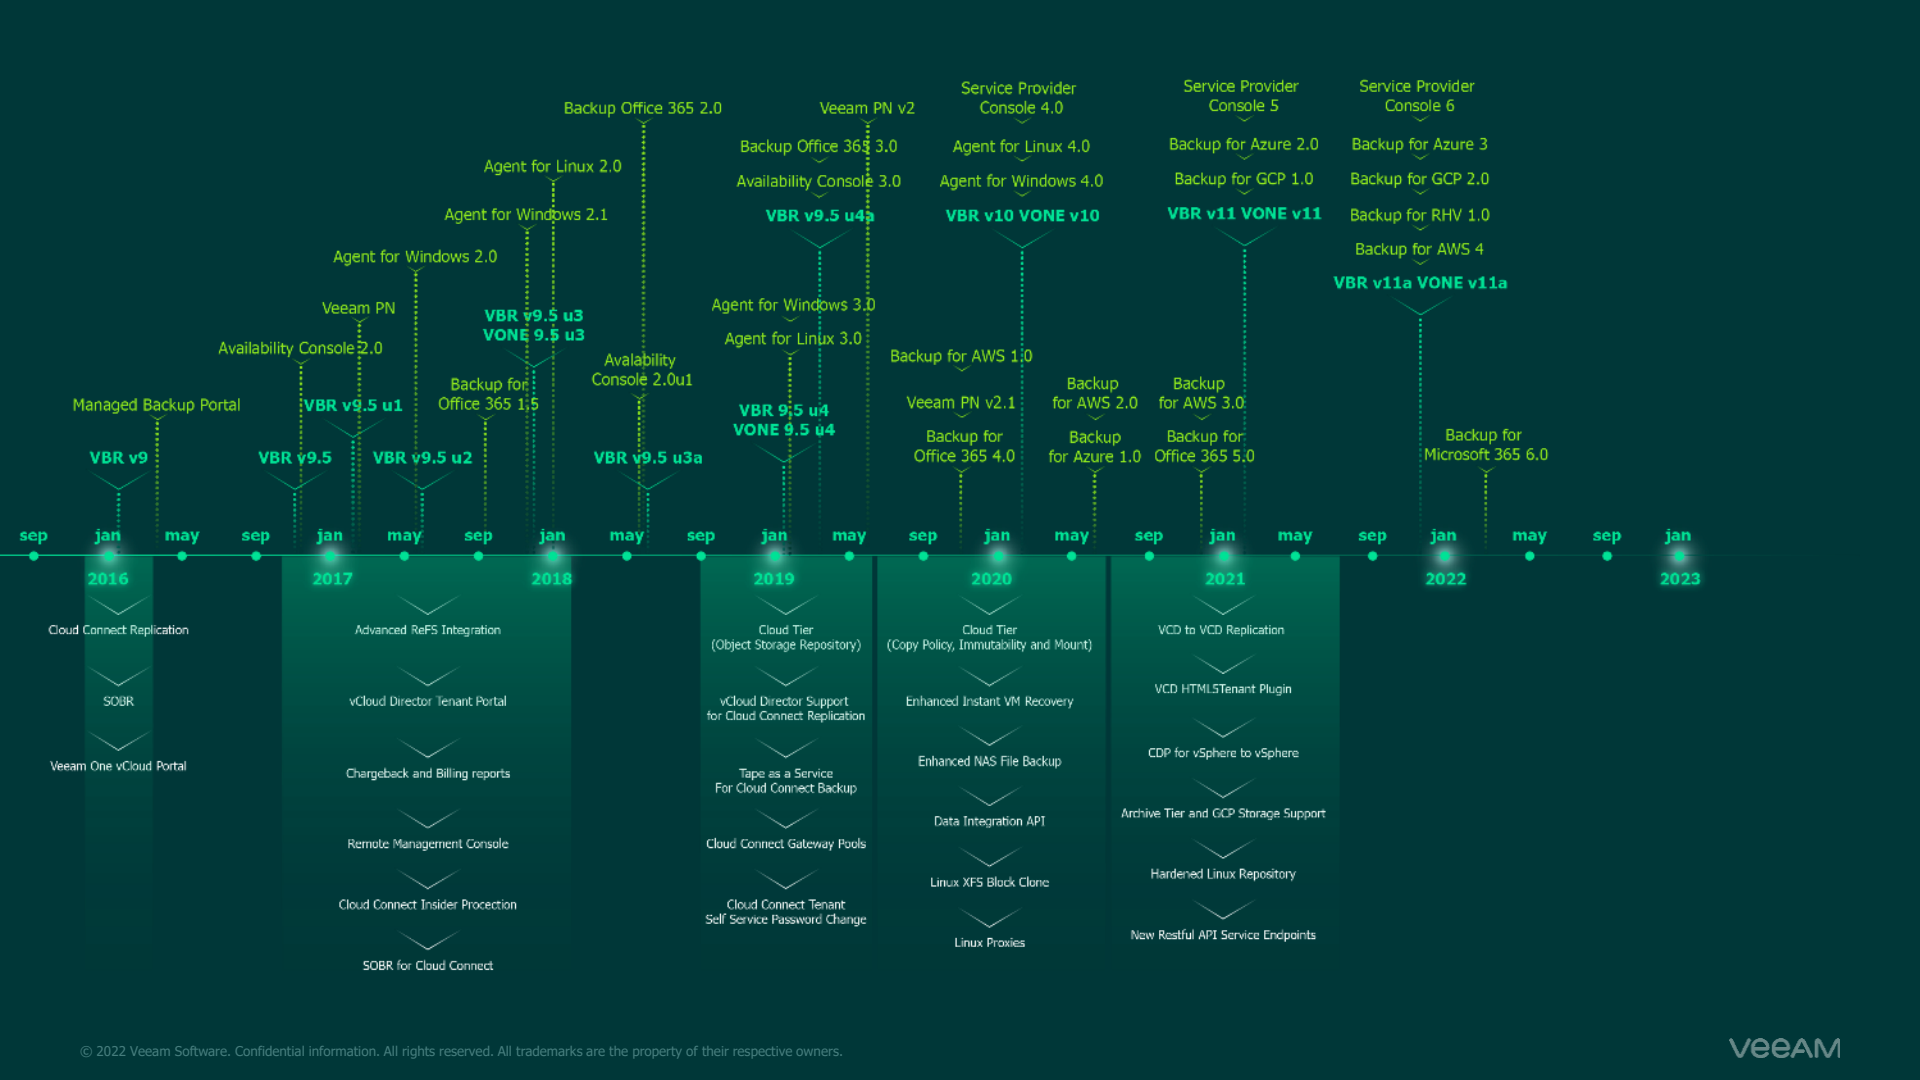 Service Provider
Console 4.0
Service Provider
Console 5
Service Provider
Console 6
Backup Office 365 2.0
Veeam PN v2
Backup Office 365 3.0
Agent for Linux 4.0
Backup for Azure 2.0
Backup for Azure 3
Agent for Linux 2.0
Availability Console 3.0
Agent for Windows 4.0
Backup for GCP 1.0
Backup for GCP 2.0
Agent for Windows 2.1
VBR v9.5 u4a
VBR v10 VONE v10
VBR v11 VONE v11
Backup for RHV 1.0
Agent for Windows 2.0
Backup for AWS 4
VBR v11a VONE v11a
Veeam PN
VBR v9.5 u3
VONE 9.5 u3
Agent for Windows 3.0
Agent for Linux 3.0
Availability Console 2.0
Avalability
Console 2.0u1
Backup for AWS 1.0
Managed Backup Portal
VBR v9.5 u1
Backup for
Office 365 1.5
VBR 9.5 u4
VONE 9.5 u4
Veeam PN v2.1
Backup
for AWS 2.0
Backup
for AWS 3.0
VBR v9
VBR v9.5
VBR v9.5 u2
VBR v9.5 u3a
Backup for
Office 365 4.0
Backup
for Azure 1.0
Backup for
Office 365 5.0
Backup for
Microsoft 365 6.0
sep jan may sep jan may sep jan may sep jan may sep jan may sep jan may sep jan may sep jan
2016 2017 2018 2019 2020 2021 2022 2023
Cloud Connect Replication
SOBR
Veeam One vCloud Portal
Advanced ReFS Integration
vCloud Director Tenant Portal
Chargeback and Billing reports
Remote Management Console
Cloud Connect Insider Procection
SOBR for Cloud Connect
Cloud Tier
(Object Storage Repository)
vCloud Director Support
for Cloud Connect Replication
Tape as a Service
For Cloud Connect Backup
Cloud Connect Gateway Pools
Cloud Connect Tenant
Self Service Password Change
Cloud Tier
(Copy Policy, Immutability and Mount)
Enhanced Instant VM Recovery
Enhanced NAS File Backup
Data Integration API
Linux XFS Block Clone
Linux Proxies
VCD to VCD Replication
VCD HTML5Tenant Plugin
CDP for vSphere to vSphere
Archive Tier and GCP Storage Support
Hardened Linux Repository
New Restful API Service Endpoints
© 2022 Veeam Software. Confidential information. All rights reserved. All trademarks are the property of their respective owners.
veeAM